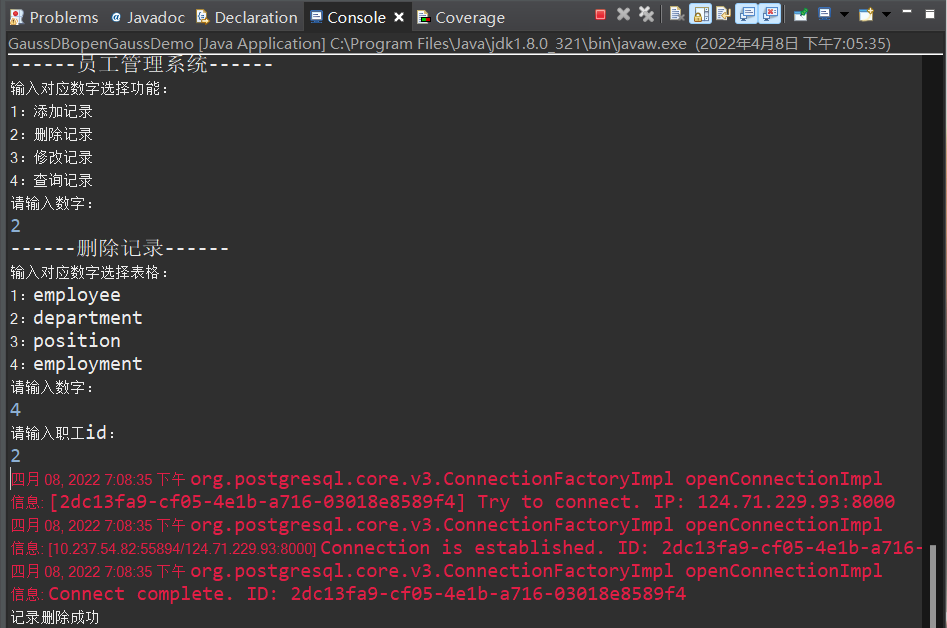 Problems @ Javadoc Declaration Console Coverage
GaussDBopenGaussDemo [Java Application] C:\Program Files\Java\jdk1.8.0_321\bin\javaw.exe (2022年4月8日 下午7:05:35)
------员工管理系统------
输入对应数字选择功能：
1：添加记录
2：删除记录
3：修改记录
4：查询记录
请输入数字：
2
------删除记录------
输入对应数字选择表格：
1：employee
2：department
3：position
4：employment
请输入数字：
4
请输入职工id：
2
四月 08, 2022 7:08:35 下午 org.postgresql.core.v3.ConnectionFactoryImpl openConnectionImpl
信息: [2dc13fa9-cf05-4e1b-a716-03018e8589f4] Try to connect. IP: 124.71.229.93:8000
四月 08, 2022 7:08:35 下午 org.postgresql.core.v3.ConnectionFactoryImpl openConnectionImpl
信息: [10.237.54.82:55894/124.71.229.93:8000] Connection is established. ID: 2dc13fa9-cf05-4e1b-a716-
四月 08, 2022 7:08:35 下午 org.postgresql.core.v3.ConnectionFactoryImpl openConnectionImpl
信息: Connect complete. ID: 2dc13fa9-cf05-4e1b-a716-03018e8589f4
记录删除成功